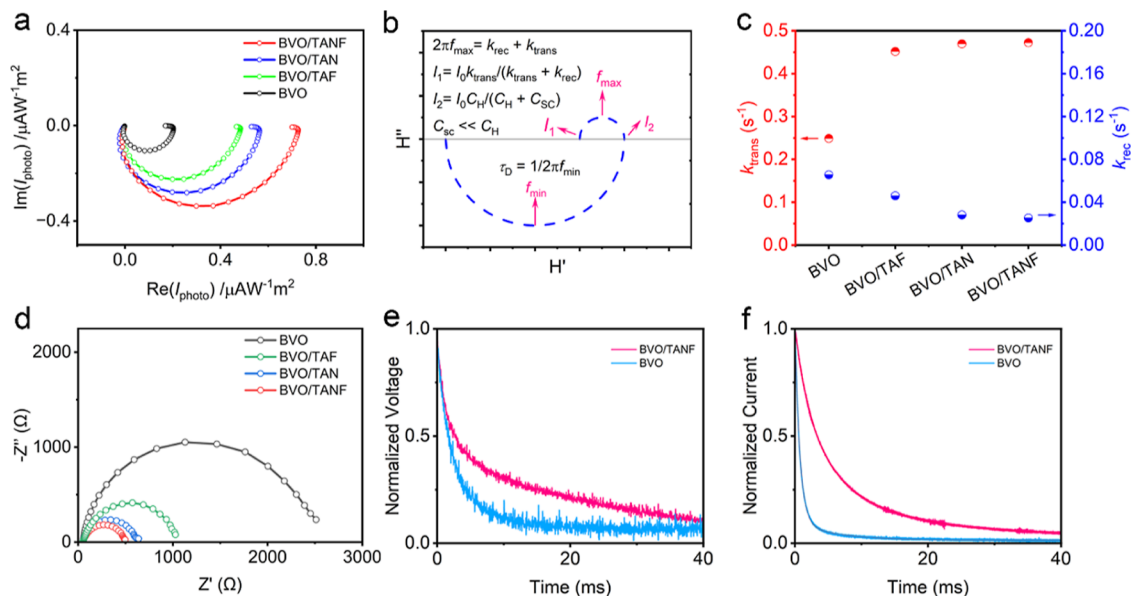 a
0.4
0.0
−0.4
Im(Iphoto) /μAW⁻¹m²
BVO/TANF
BVO/TAN
BVO/TAF
BVO
0.0
0.4
0.8
Re(Iphoto) /μAW⁻¹m²
b
2πfmax= krec + ktrans
I1= I0ktrans/(ktrans + krec)
I2= I0CH/(CH + CSC)
Csc << CH
fmax
I1
I2
τD = 1/2πfmin
fmin
H''
H'
c
0.5
0.4
0.3
0.2
0.1
0.0
ktrans (s⁻¹)
0.20
0.16
0.12
0.08
0.04
0.00
krec (s⁻¹)
BVO
BVO/TAF
BVO/TAN
BVO/TANF
d
2000
1000
0
-Z'' (Ω)
BVO
BVO/TAF
BVO/TAN
BVO/TANF
0
1000
2000
3000
Z' (Ω)
e
1.0
0.5
0.0
Normalized Voltage
BVO/TANF
BVO
0
20
40
Time (ms)
f
1.0
0.5
0.0
Normalized Current
BVO/TANF
BVO
0
20
40
Time (ms)